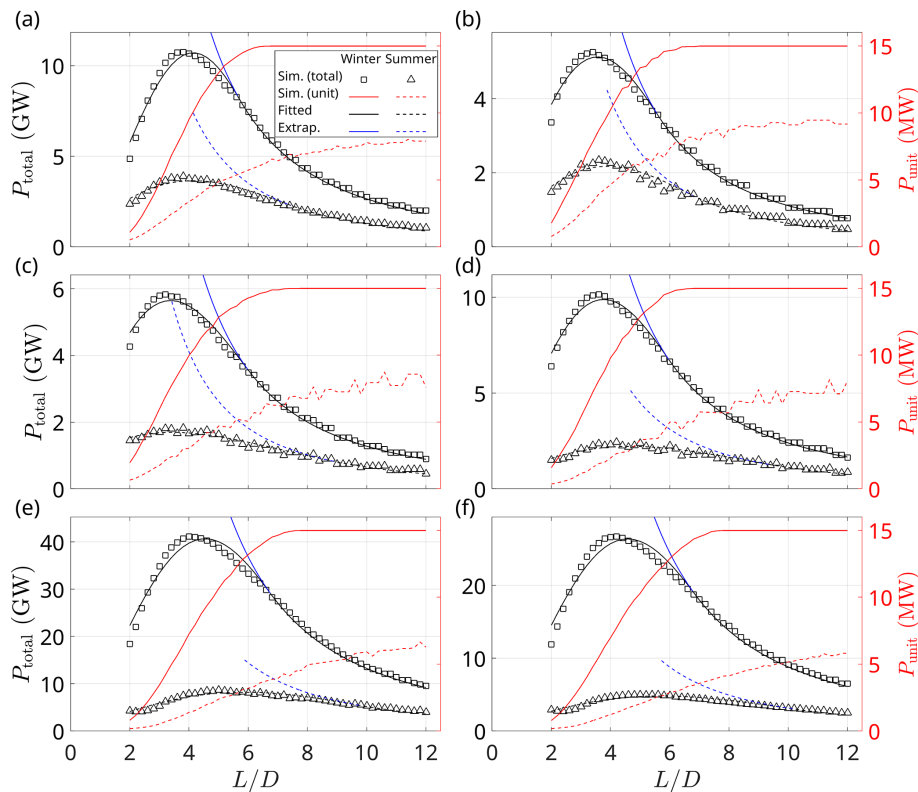 (a) (b)
Winter Summer
Sim. (total)
Sim. (unit)
Fitted
Extrap.
P_total (GW)
10
5
0
4
2
0
15
10
5
0
P_unit (MW)
(c) (d)
P_total (GW)
6
4
2
0
10
5
0
15
10
5
0
P_unit (MW)
(e) (f)
P_total (GW)
40
30
20
10
0
20
10
0
15
10
5
0
P_unit (MW)
0 2 4 6 8 10 12
0 2 4 6 8 10 12
L/D L/D